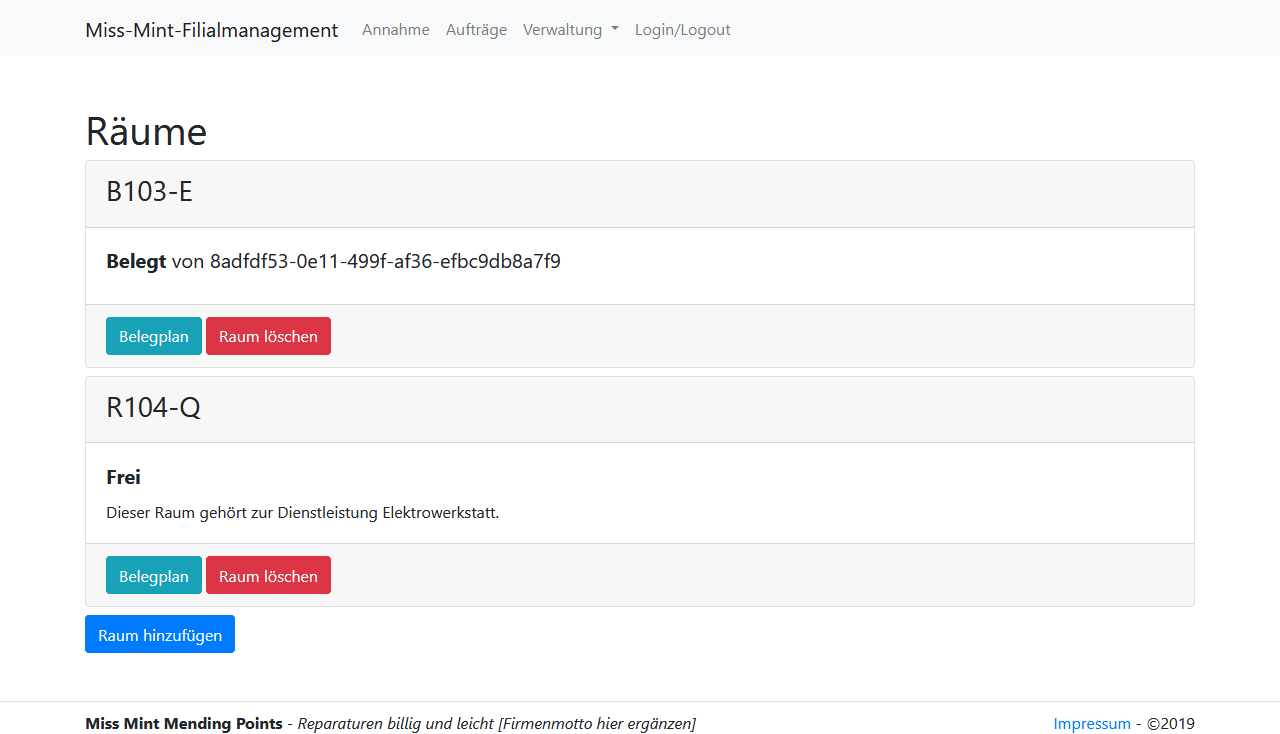 Miss-Mint-Filialmanagement Annahme Aufträge Verwaltung Login/Logout
Räume
B103-E
Belegt von 8adfdf53-0e11-499f-af36-efbc9db8a7f9
Belegplan Raum löschen
R104-Q
Frei
Dieser Raum gehört zur Dienstleistung Elektrowerkstatt.
Belegplan Raum löschen
Raum hinzufügen
Miss Mint Mending Points - Reparaturen billig und leicht [Firmenmotto hier ergänzen] Impressum - ©2019